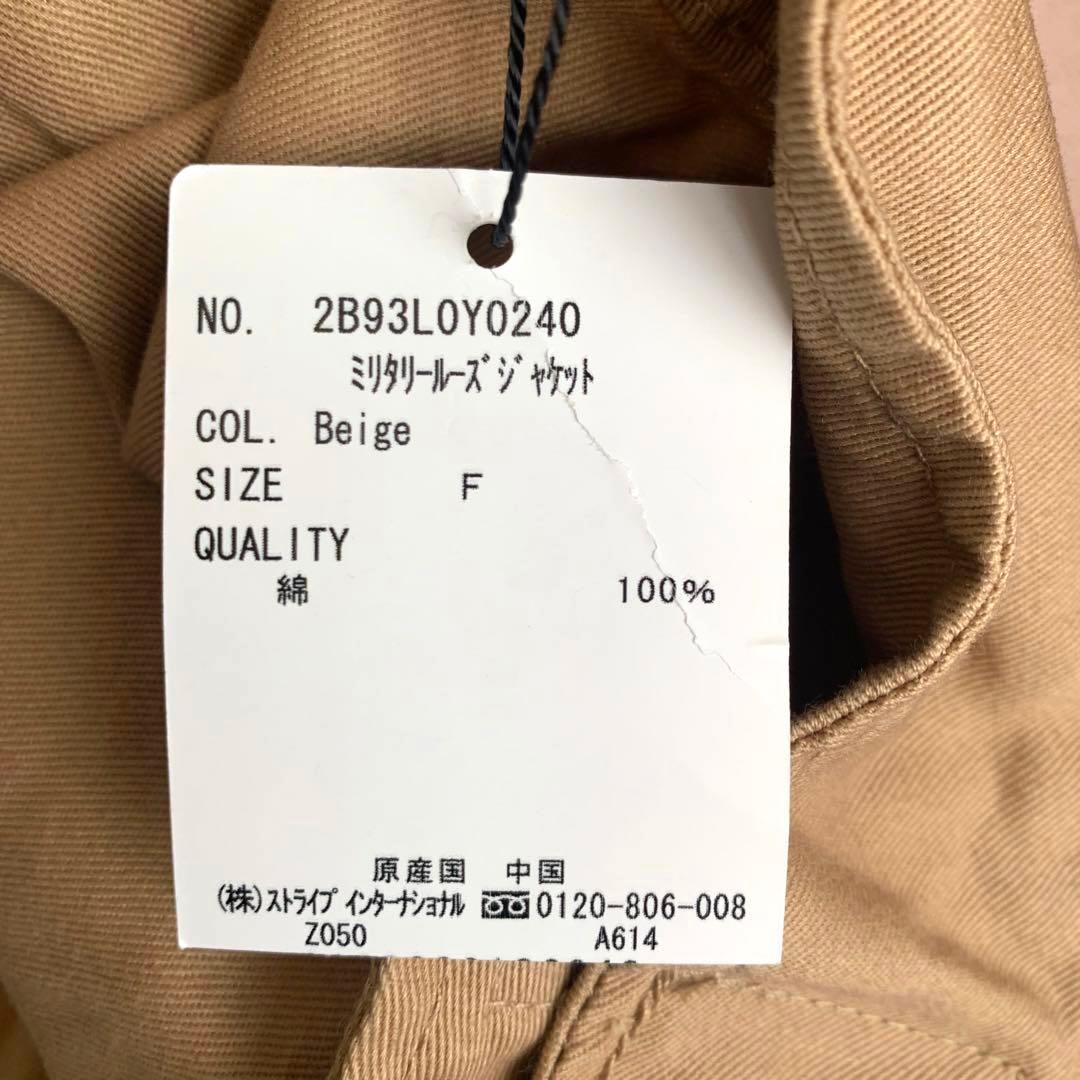 NO. 2B93L0Y0240
ﾐﾘﾀﾘｰﾙｰｽﾞｼﾞｬｹｯﾄ
COL. Beige
SIZE F
QUALITY
綿 100%
原産国 中国
(株)ｽﾄﾗｲﾌﾟ ｲﾝﾀｰﾅｼｮﾅﾙ 0120-806-008
Z050 A614